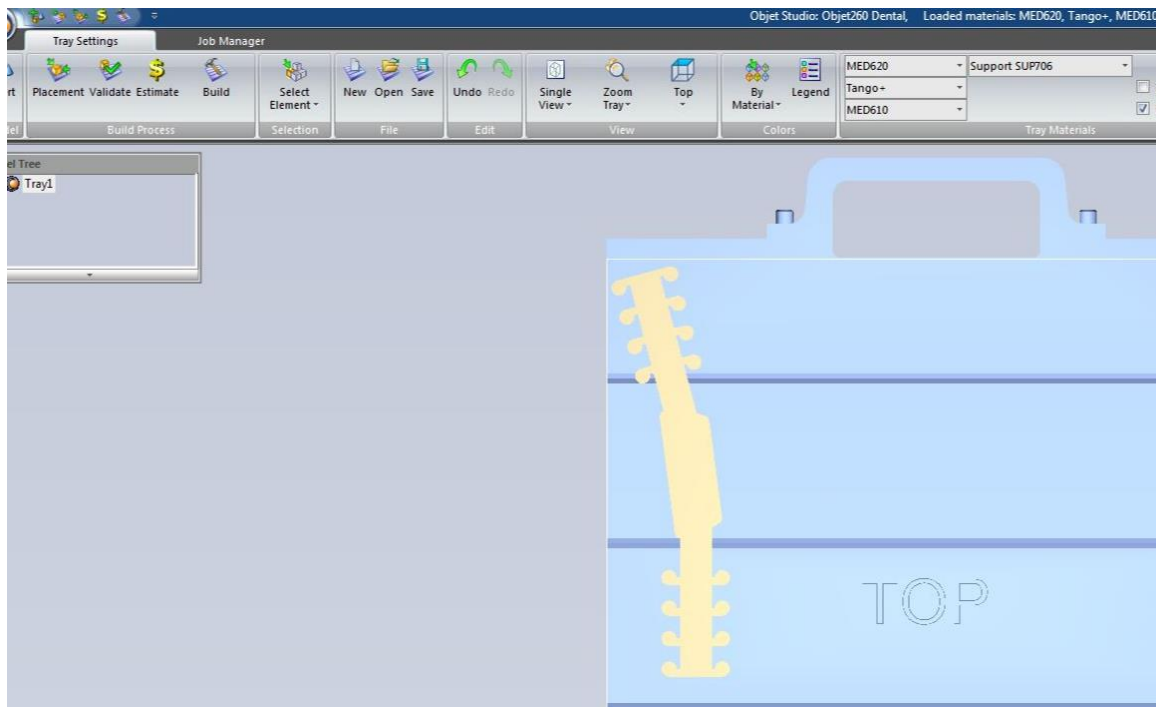 Objet Studio: Objet260 Dental, Loaded materials: MED620, Tango+, MED610
Tray Settings Job Manager
Placement Validate Estimate Build Select Element New Open Save Undo Redo Single View Zoom Tray Top By Material Legend
MED620 Support SUP706
Tango+
MED610
Build Process Selection File Edit View Colors Tray Materials
Tray1
TOP